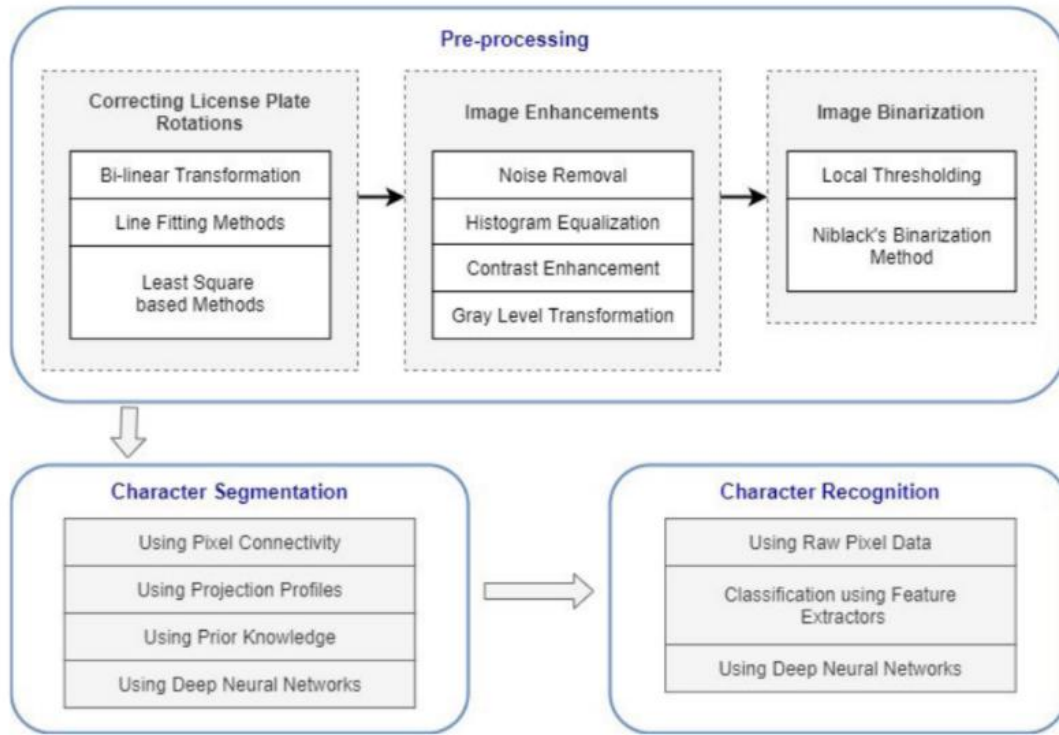 Pre-processing
Correcting License Plate
Rotations
Bi-linear Transformation
Line Fitting Methods
Least Square
based Methods
Image Enhancements
Noise Removal
Histogram Equalization
Contrast Enhancement
Gray Level Transformation
Image Binarization
Local Thresholding
Niblack's Binarization
Method
Character Segmentation
Using Pixel Connectivity
Using Projection Profiles
Using Prior Knowledge
Using Deep Neural Networks
Character Recognition
Using Raw Pixel Data
Classification using Feature
Extractors
Using Deep Neural Networks